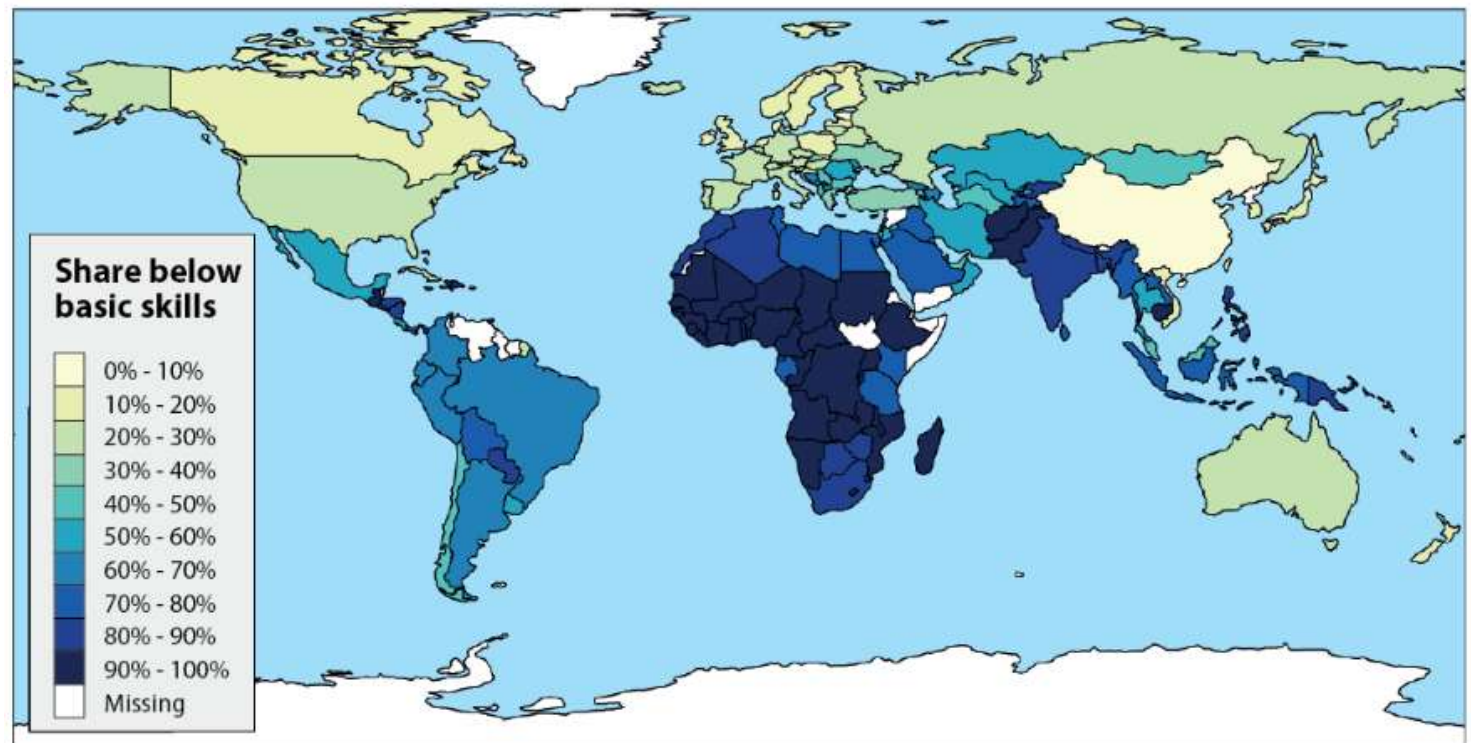 Share below
basic skills
0% - 10%
10% - 20%
20% - 30%
30% - 40%
40% - 50%
50% - 60%
60% - 70%
70% - 80%
80% - 90%
90% - 100%
Missing